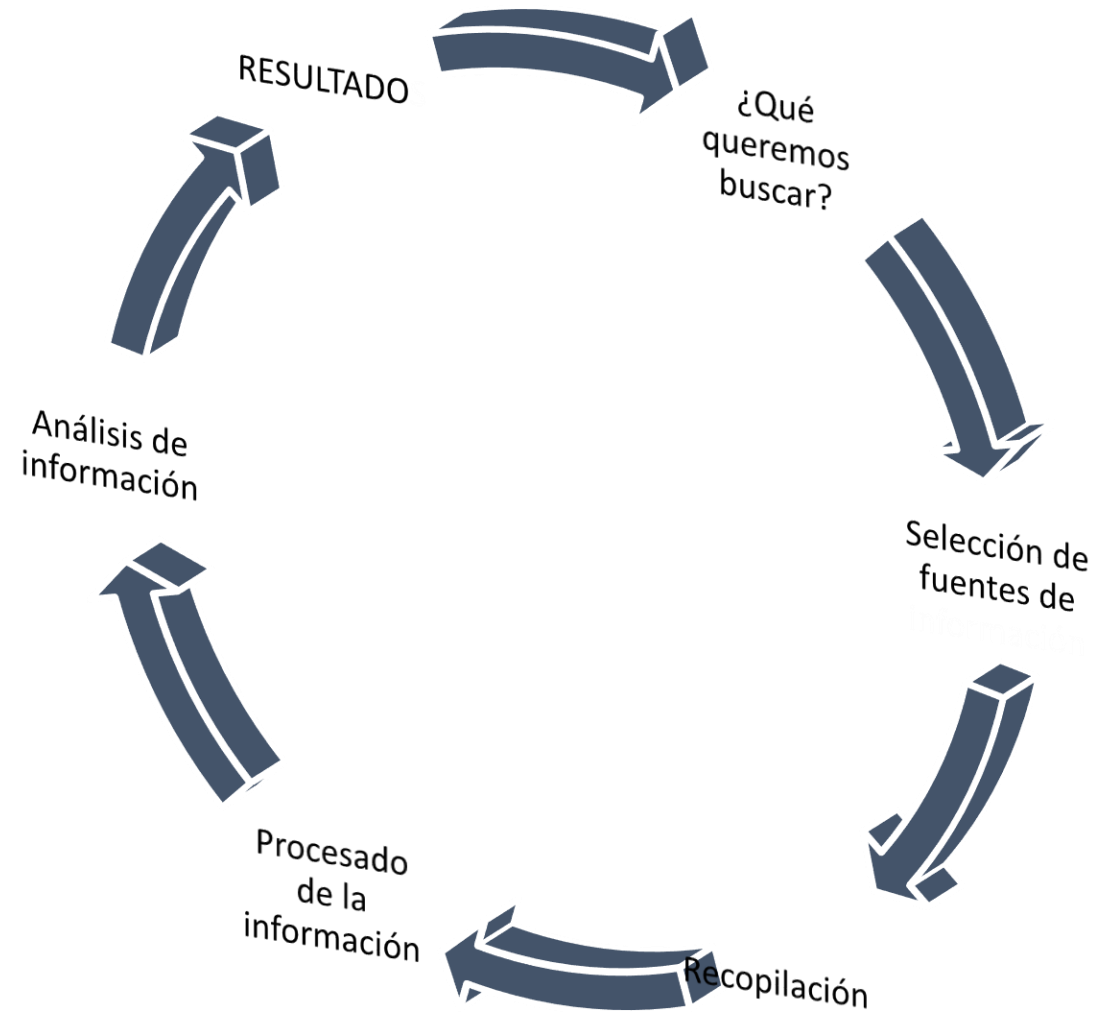 RESULTADO
¿Qué
queremos
buscar?
Selección de
fuentes de
Recopilación
Procesado
de la
información
Análisis de
información